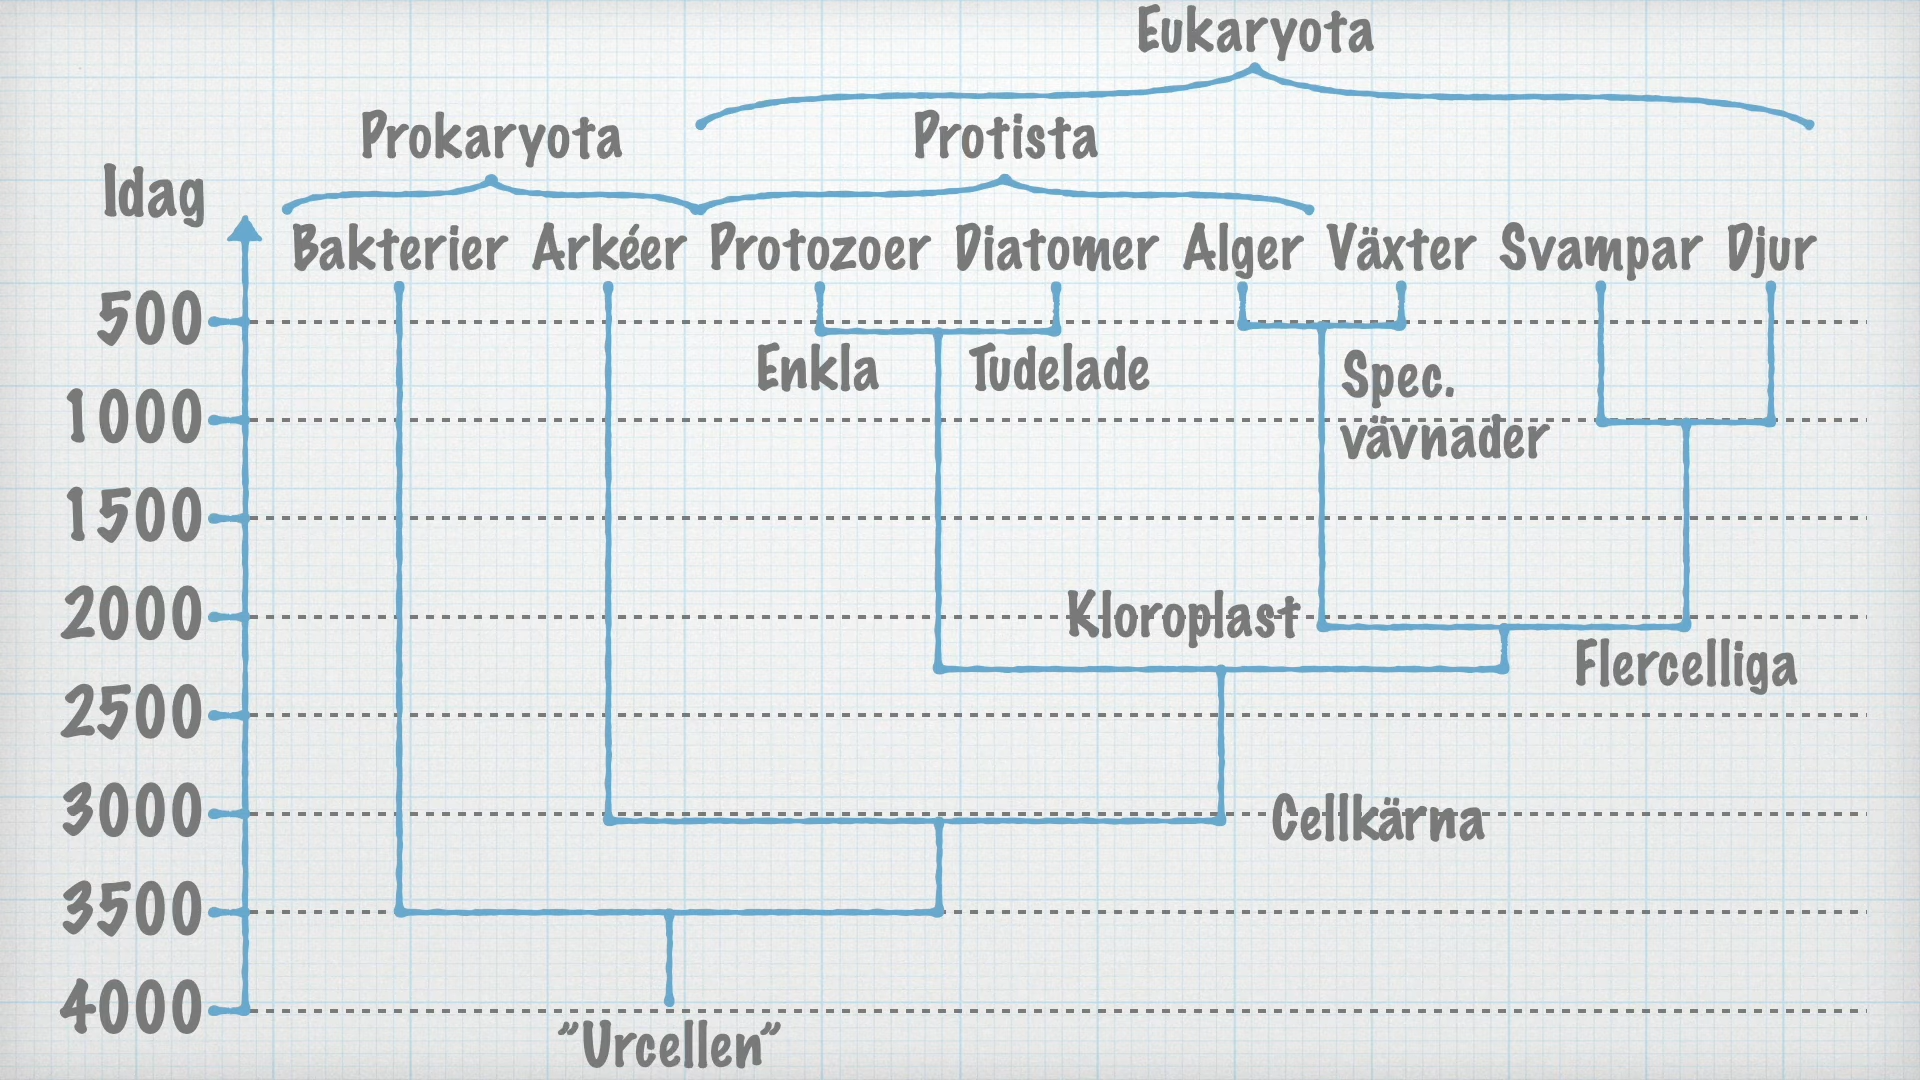 Eukaryota
Prokaryota
Protista
Idag
Bakterier
Arkéer
Protozoer
Diatomer
Alger
Växter
Svampar
Djur
500
Enkla
Tudelade
Spec.
vävnader
1000
1500
2000
Kloroplast
Flercelliga
2500
3000
Cellkärna
3500
4000
”Urcellen”